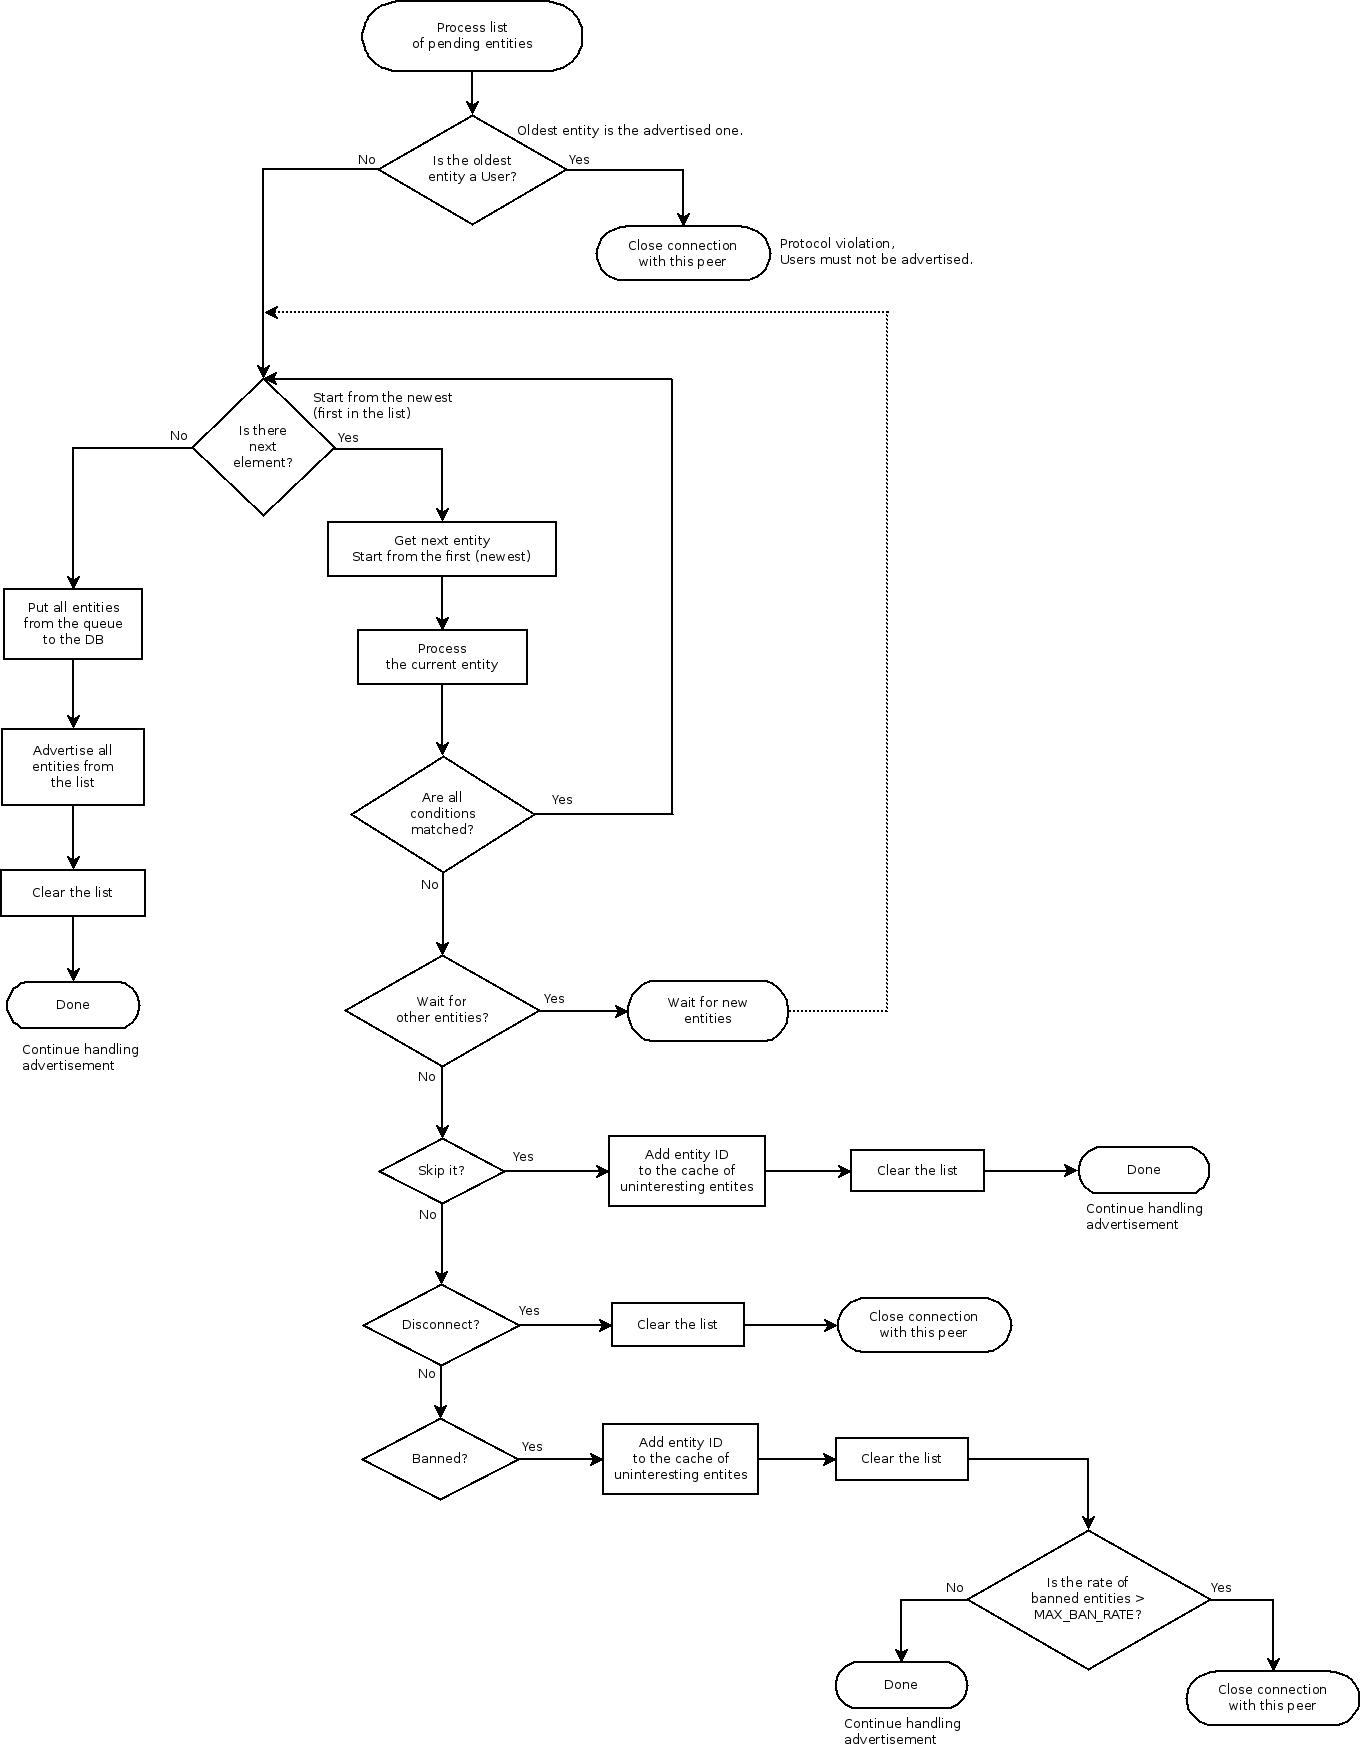 Process list
of pending entities
Oldest entity is the advertised one.
No
Is the oldest
entity a User?
Yes
Close connection
with this peer
Protocol violation,
Users must not be advertised.
Start from the newest
(first in the list)
No
Is there
next
element?
Yes
Get next entity
Start from the first (newest)
Put all entities
from the queue
to the DB
Process
the current entity
Advertise all
entities from
the list
Are all
conditions
matched?
Yes
No
Clear the list
Done
Continue handling
advertisement
Wait for
other entities?
Yes
Wait for new
entities
No
Skip it?
Yes
Add entity ID
to the cache of
uninteresting entites
Clear the list
Done
Continue handling
advertisement
No
Disconnect?
Yes
Clear the list
Close connection
with this peer
No
Banned?
Yes
Add entity ID
to the cache of
uninteresting entites
Clear the list
No
Is the rate of
banned entities >
MAX_BAN_RATE?
Yes
Done
Continue handling
advertisement
Close connection
with this peer